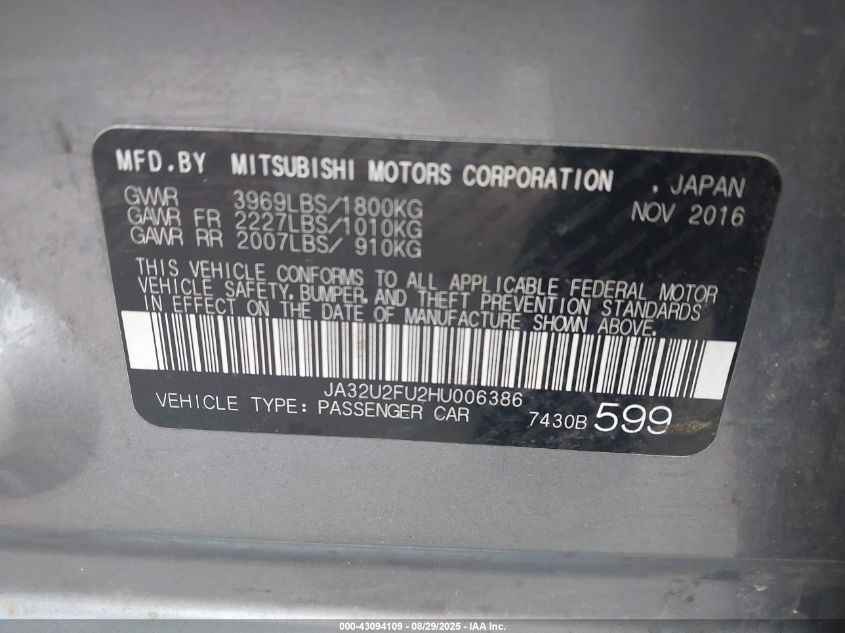 MFD.BY MITSUBISHI MOTORS CORPORATION . JAPAN
GVWR 3969LBS/1800KG NOV 2016
GAWR FR 2227LBS/1010KG
GAWR RR 2007LBS/ 910KG
THIS VEHICLE CONFORMS TO ALL APPLICABLE FEDERAL MOTOR
VEHICLE SAFETY, BUMPER, AND THEFT PREVENTION STANDARDS
IN EFFECT ON THE DATE OF MANUFACTURE SHOWN ABOVE.
JA32U2FU2HU006386
VEHICLE TYPE: PASSENGER CAR 7430B 599
000-43094109 - 08/29/2025 - IAA Inc.